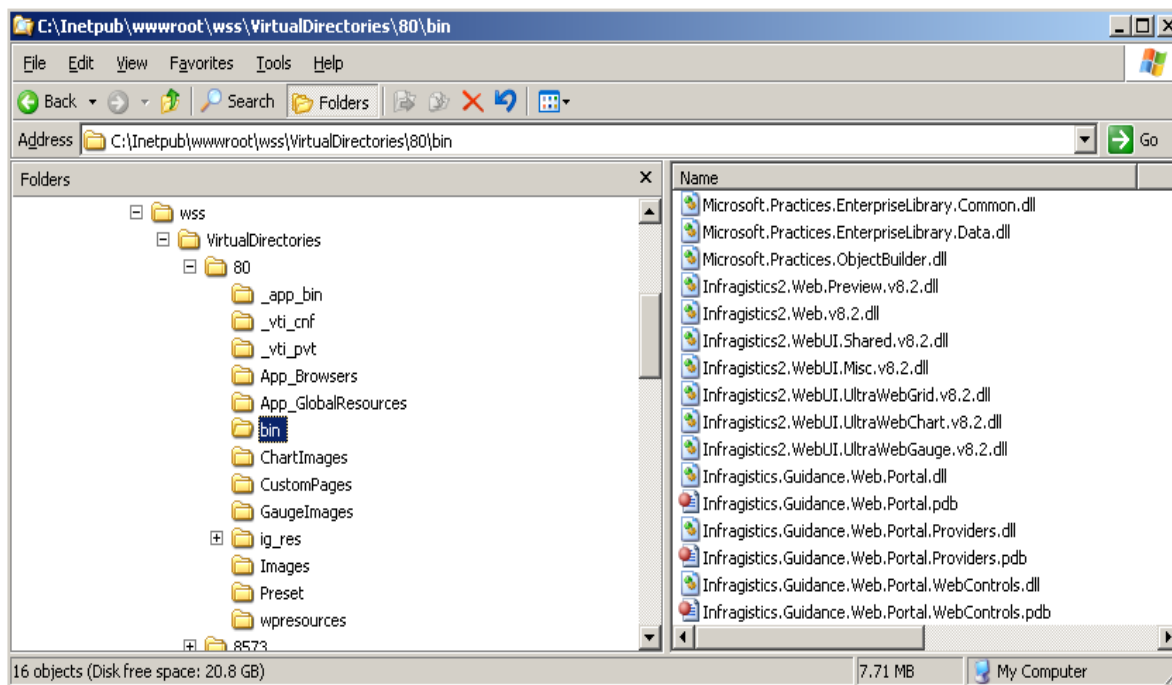 C:\Inetpub\wwwroot\wss\VirtualDirectories\80\bin
File Edit View Favorites Tools Help
Back Search Folders
Address C:\Inetpub\wwwroot\wss\VirtualDirectories\80\bin Go
Folders
wss
VirtualDirectories
80
_app_bin
_vti_cnf
_vti_pvt
App_Browsers
App_GlobalResources
bin
ChartImages
CustomPages
GaugeImages
ig_res
Images
Preset
wpresources
8573
Name
Microsoft.Practices.EnterpriseLibrary.Common.dll
Microsoft.Practices.EnterpriseLibrary.Data.dll
Microsoft.Practices.ObjectBuilder.dll
Infragistics2.Web.Preview.v8.2.dll
Infragistics2.Web.v8.2.dll
Infragistics2.WebUI.Shared.v8.2.dll
Infragistics2.WebUI.Misc.v8.2.dll
Infragistics2.WebUI.UltraWebGrid.v8.2.dll
Infragistics2.WebUI.UltraWebChart.v8.2.dll
Infragistics2.WebUI.UltraWebGauge.v8.2.dll
Infragistics.Guidance.Web.Portal.dll
Infragistics.Guidance.Web.Portal.pdb
Infragistics.Guidance.Web.Portal.Providers.dll
Infragistics.Guidance.Web.Portal.Providers.pdb
Infragistics.Guidance.Web.Portal.WebControls.dll
Infragistics.Guidance.Web.Portal.WebControls.pdb
16 objects (Disk free space: 20.8 GB) 7.71 MB My Computer